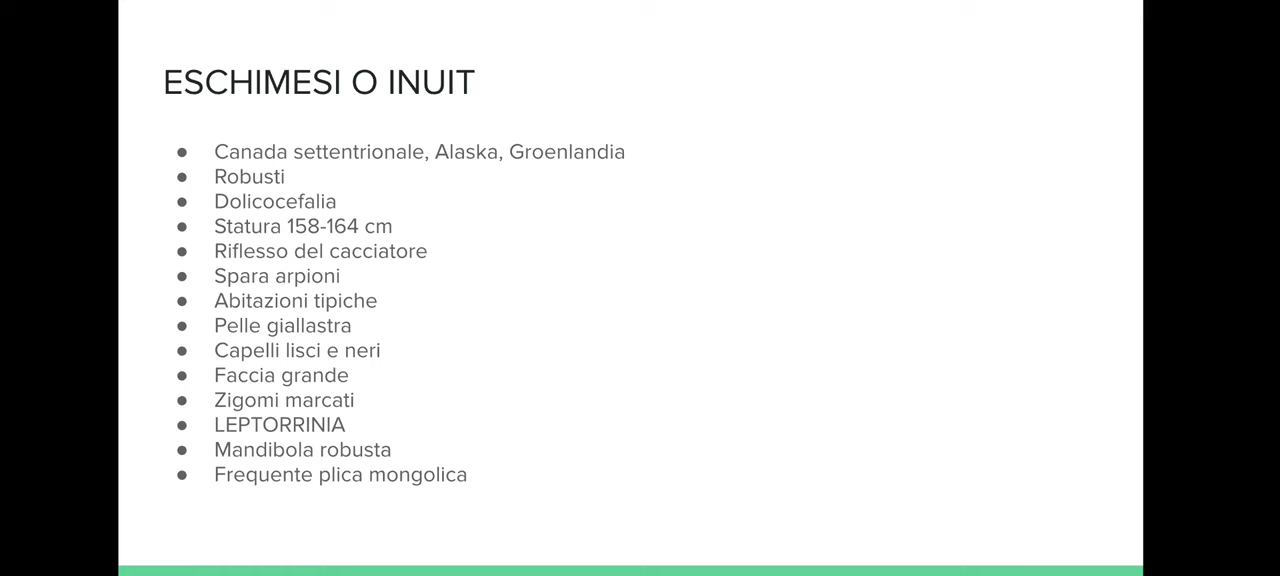 ESCHIMESI O INUIT
● Canada settentrionale, Alaska, Groenlandia
● Robusti
● Dolicocefalia
● Statura 158-164 cm
● Riflesso del cacciatore
● Spara arpioni
● Abitazioni tipiche
● Pelle giallastra
● Capelli lisci e neri
● Faccia grande
● Zigomi marcati
● LEPTORRINIA
● Mandibola robusta
● Frequente plica mongolica